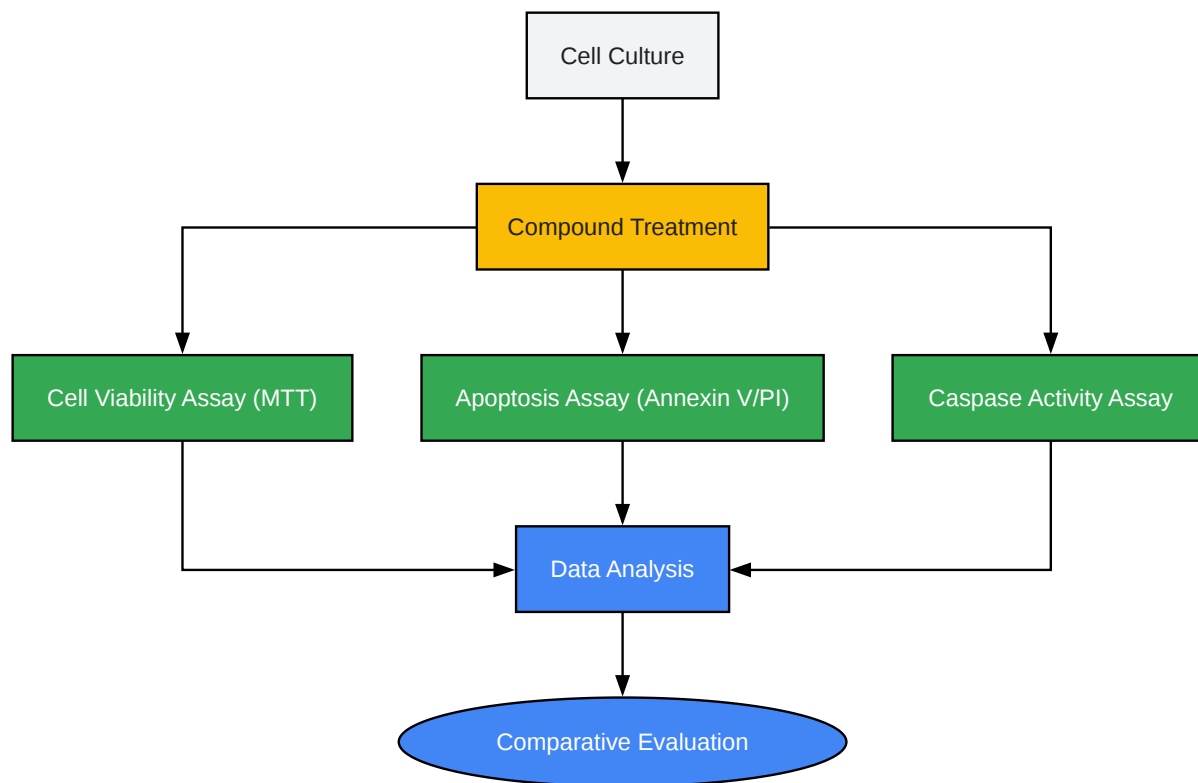 Cell Culture
Compound Treatment
Cell Viability Assay (MTT)
Apoptosis Assay (Annexin V/PI)
Caspase Activity Assay
Data Analysis
Comparative Evaluation